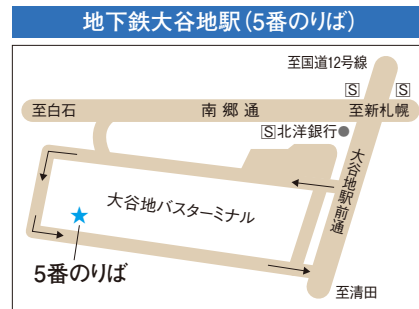 地下鉄大谷地駅(5番のりば)
至国道12号線
S
S
至白石
南郷通
至新札幌
S北洋銀行
大谷地駅前通
大谷地バスターミナル
5番のりば
至清田